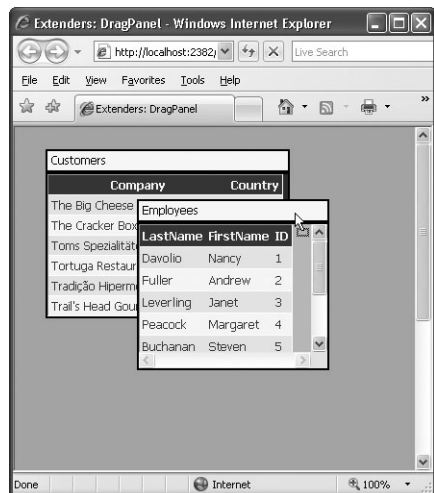 Extenders: DragPanel - Windows Internet Explorer
http://localhost:2382/
Live Search
File Edit View Favorites Tools Help
Extenders: DragPanel
»
Customers
Company Country
The Big Cheese
The Cracker Box
Toms Spezialitäte
Tortuga Restaur
Tradição Hiperme
Trail's Head Gour
Employees
LastName FirstName ID
Davolio Nancy 1
Fuller Andrew 2
Leverling Janet 3
Peacock Margaret 4
Buchanan Steven 5
Done Internet 100%